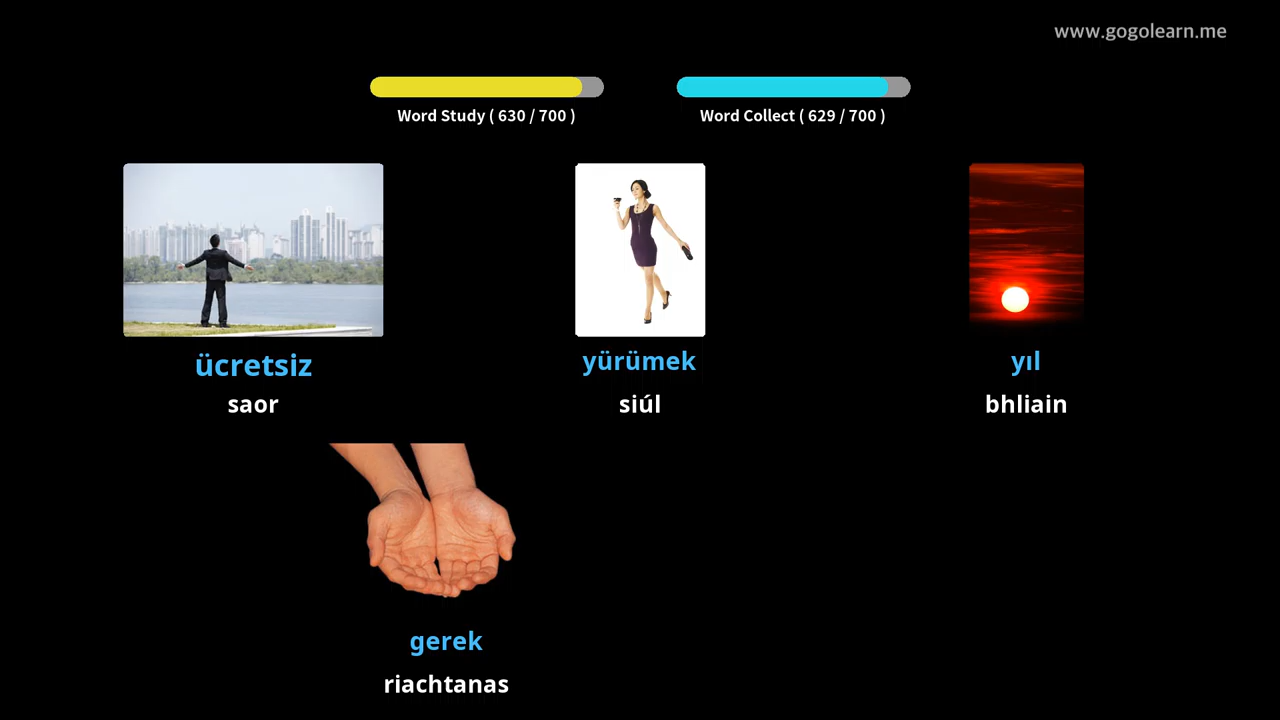 www.gogolearn.me
Word Study ( 630 / 700 )
Word Collect ( 629 / 700 )
ücretsiz
saor
yürümek
siúl
yıl
bhliain
gerek
riachtanas